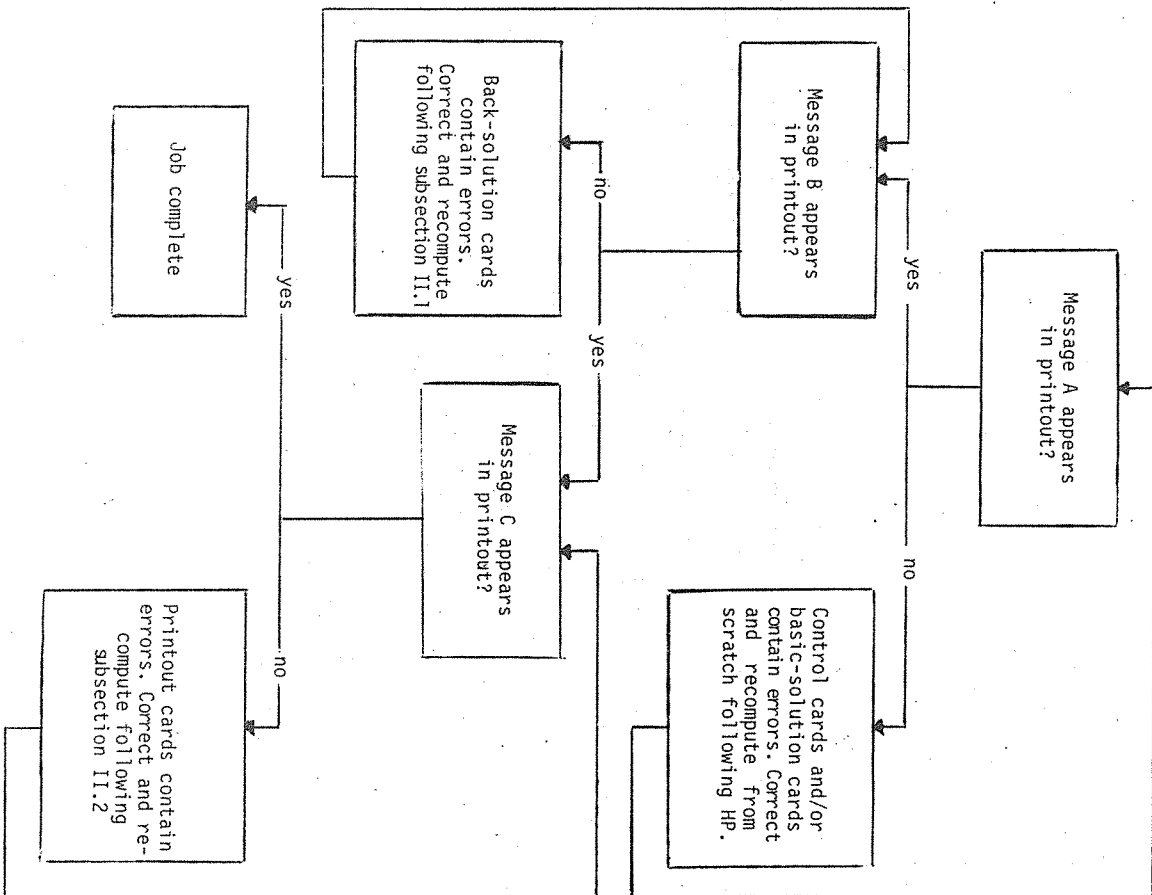 Message A appears
in printout?
yes
no
Message B appears
in printout?
Control cards and/or
basic-solution cards
contain errors. Correct
and recompute from
scratch following HP.
no
yes
Back-solution cards
contain errors.
Correct and recompute
following subsection II.1
Message C appears
in printout?
yes
no
Job complete
Printout cards contain
errors. Correct and re-
compute following
subsection II.2